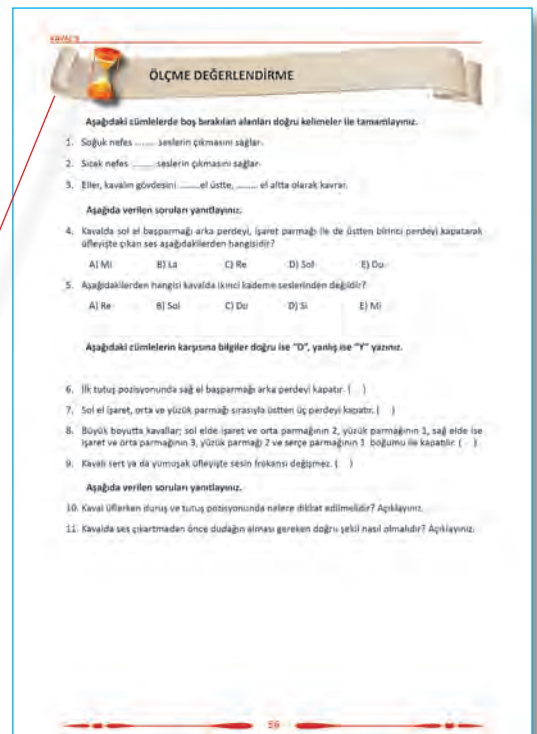 KAVAL 9
ÖLÇME DEĞERLENDİRME
Aşağıdaki cümlelerde boş bırakılan alanları doğru kelimeler ile tamamlayınız.
1. Soğuk nefes ....... seslerin çıkmasını sağlar.
2. Sıcak nefes ......... seslerin çıkmasını sağlar.
3. Eller, kavalın gövdesini ........el üstte, ........ el altta olarak kavrar.
Aşağıda verilen soruları yanıtlayınız.
4. Kavalda sol el başparmağı arka perdeyi, işaret parmağı ile de üstten birinci perdeyi kapatarak
üfleyişte çıkan ses aşağıdakilerden hangisidir?
A) Mi B) La C) Re D) Sol E) Do
5. Aşağıdakilerden hangisi kavalda ikinci kademe seslerinden değildir?
A) Re B) Sol C) Do D) Si E) Mi
Aşağıdaki cümlelerin karşısına bilgiler doğru ise "D", yanlış ise "Y" yazınız.
6. İlk tutuş pozisyonunda sağ el başparmağı arka perdeyi kapatır. ( )
7. Sol el işaret, orta ve yüzük parmağı sırasıyla üstten üç perdeyi kapatır. ( )
8. Büyük boyutta kavallar; sol elde işaret ve orta parmağının 2, yüzük parmağının 1, sağ elde ise
işaret ve orta parmağının 3, yüzük parmağı 2 ve serçe parmağının 1 boğumu ile kapatılır. ( )
9. Kavalı sert ya da yumuşak üfleyişte sesin frekansı değişmez. ( )
Aşağıda verilen soruları yanıtlayınız.
10. Kaval üflerken duruş ve tutuş pozisyonunda nelere dikkat edilmelidir? Açıklayınız.
11. Kavalda ses çıkartmadan önce dudağın alması gereken doğru şekil nasıl olmalıdır? Açıklayınız.
56